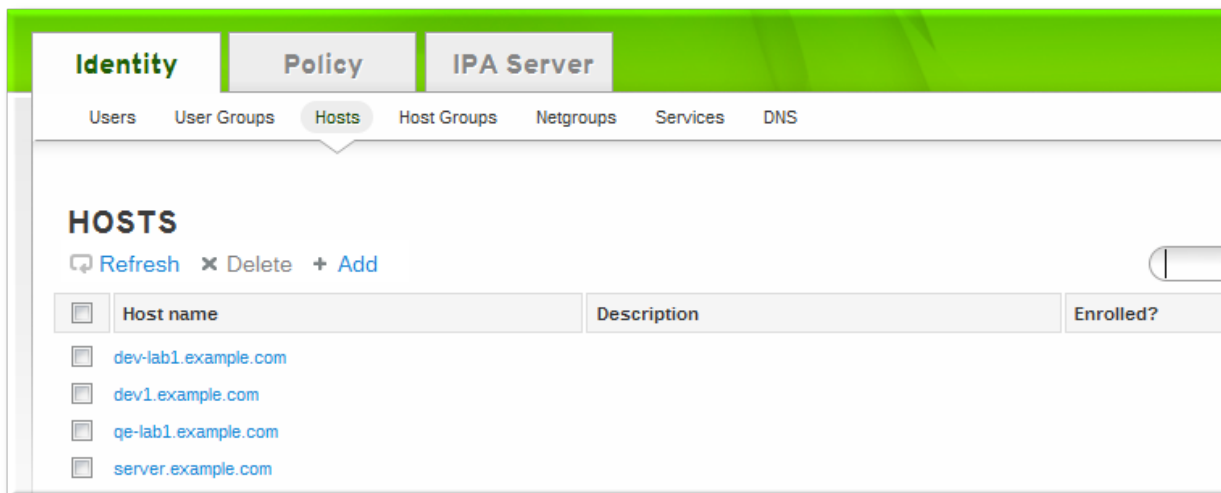 Identity Policy IPA Server
Users User Groups Hosts Host Groups Netgroups Services DNS
HOSTS
Refresh Delete + Add
Host name Description Enrolled?
dev-lab1.example.com
dev1.example.com
qe-lab1.example.com
server.example.com